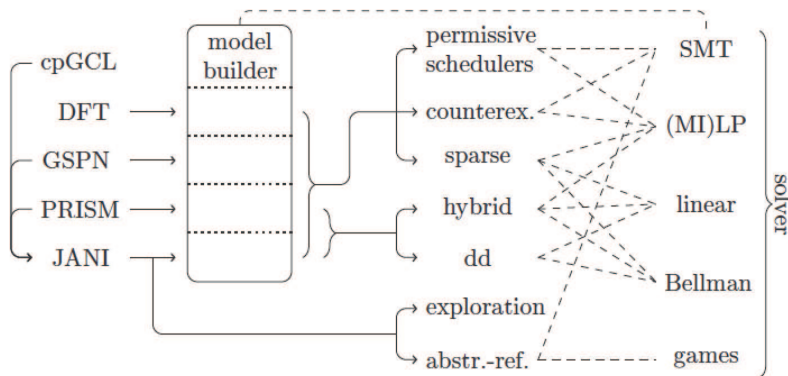 model
builder
cpGCL
DFT
GSPN
PRISM
JANI
permissive
schedulers
counterex.
sparse
hybrid
dd
exploration
abstr.-ref.
SMT
(MI)LP
linear
Bellman
games
solver